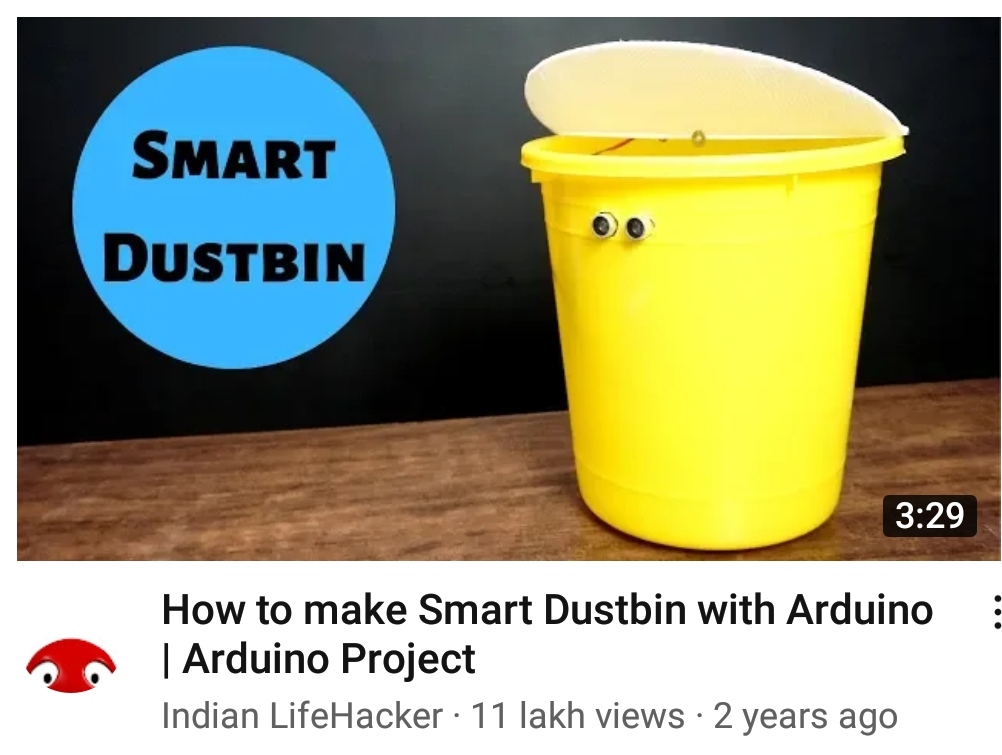 SMART
DUSTBIN
3:29
How to make Smart Dustbin with Arduino
| Arduino Project
Indian LifeHacker · 11 lakh views · 2 years ago